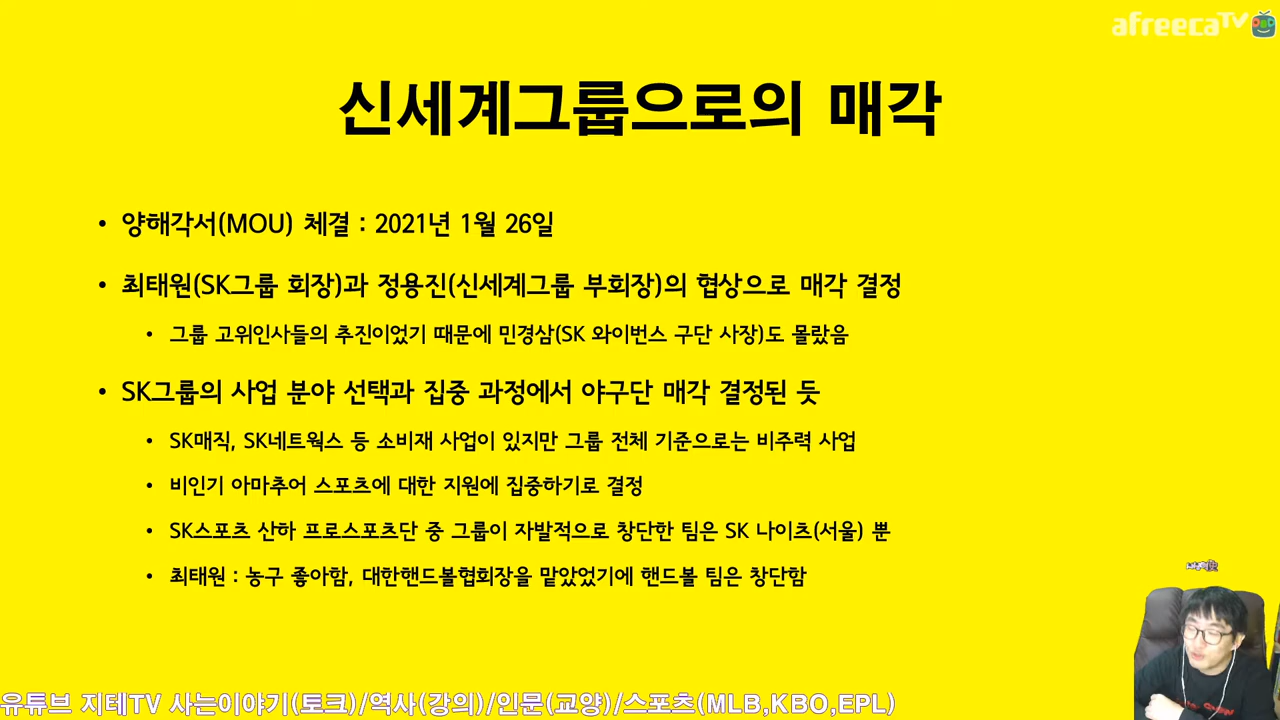 afreecaTV
신세계그룹으로의 매각
• 양해각서(MOU) 체결 : 2021년 1월 26일
• 최태원(SK그룹 회장)과 정용진(신세계그룹 부회장)의 협상으로 매각 결정
• 그룹 고위인사들의 추진이었기 때문에 민경삼(SK 와이번스 구단 사장)도 몰랐음
• SK그룹의 사업 분야 선택과 집중 과정에서 야구단 매각 결정된 듯
• SK매직, SK네트웍스 등 소비재 사업이 있지만 그룹 전체 기준으로는 비주력 사업
• 비인기 아마추어 스포츠에 대한 지원에 집중하기로 결정
• SK스포츠 산하 프로스포츠단 중 그룹이 자발적으로 창단한 팀은 SK 나이츠(서울) 뿐
• 최태원 : 농구 좋아함, 대한핸드볼협회장을 맡았었기에 핸드볼 팀은 창단함
유튜브 지테TV 사는이야기(토크)/역사(강의)/인문(교양)/스포츠(MLB,KBO,EPL)